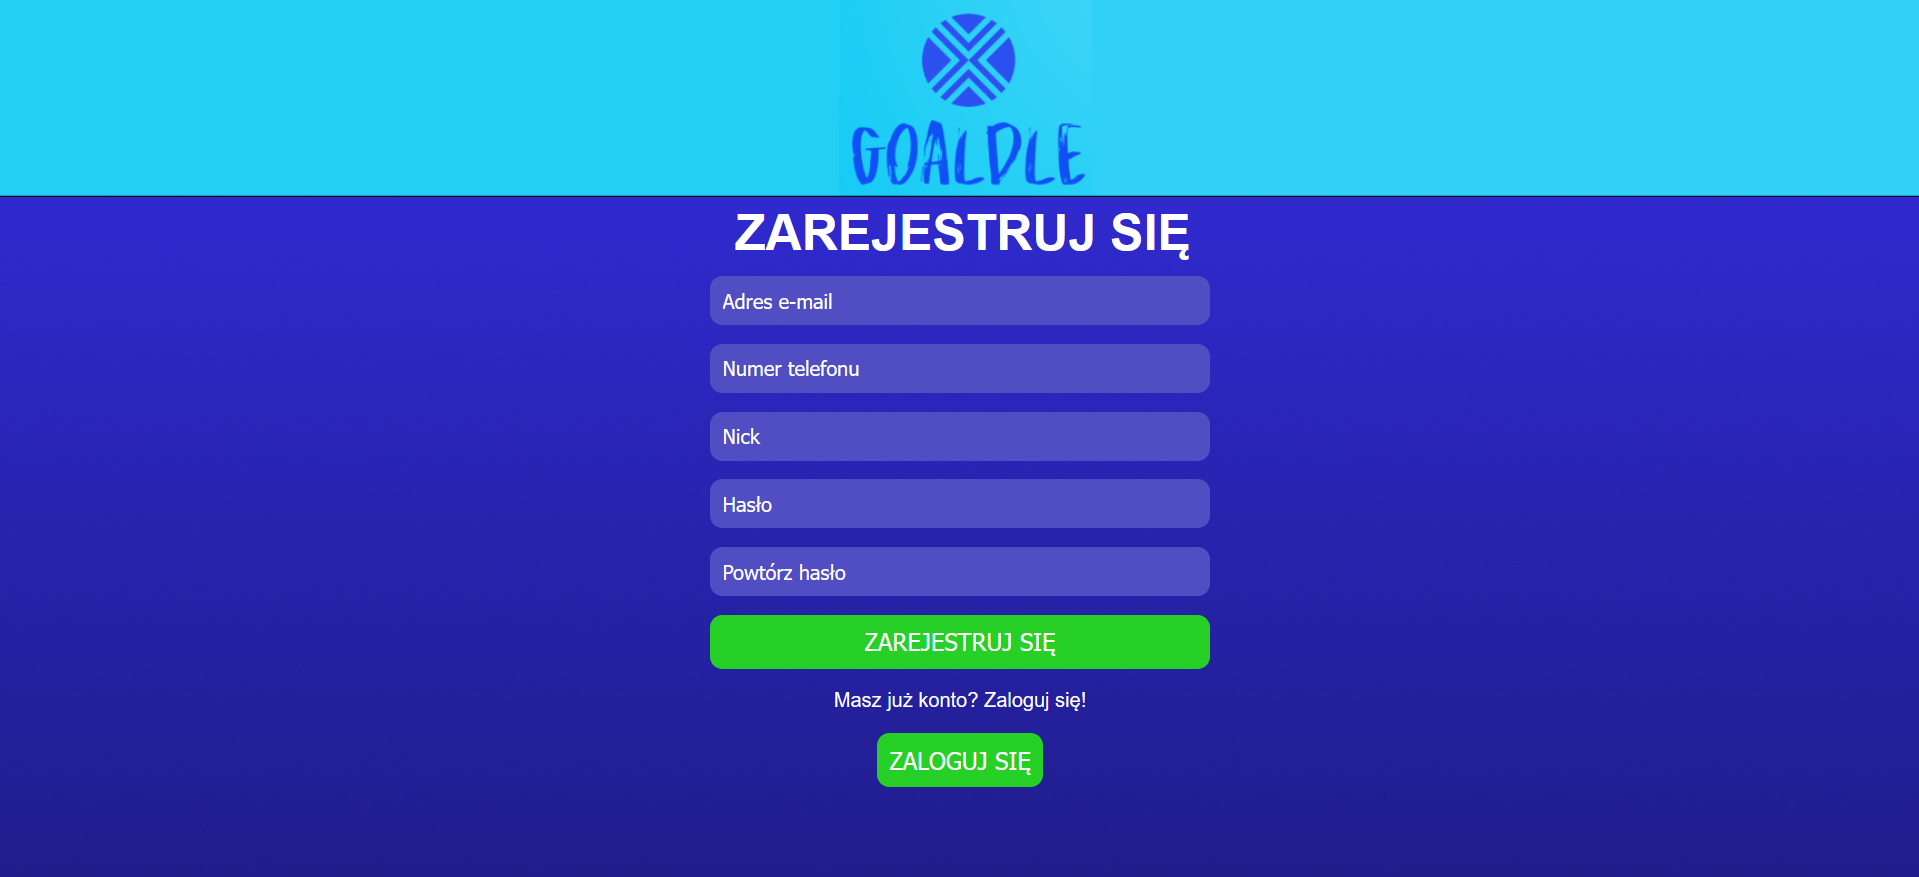 GOALDLE
ZAREJESTRUJ SIĘ
Adres e-mail
Numer telefonu
Nick
Hasło
Powtórz hasło
ZAREJESTRUJ SIĘ
Masz już konto? Zaloguj się!
ZALOGUJ SIĘ